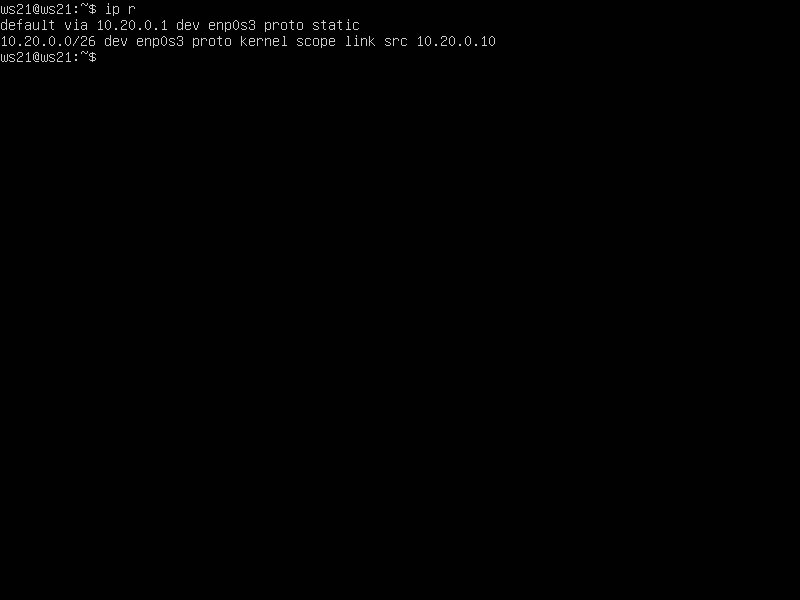 ws21@ws21:~$ ip r
default via 10.20.0.1 dev enp0s3 proto static
10.20.0.0/26 dev enp0s3 proto kernel scope link src 10.20.0.10
ws21@ws21:~$